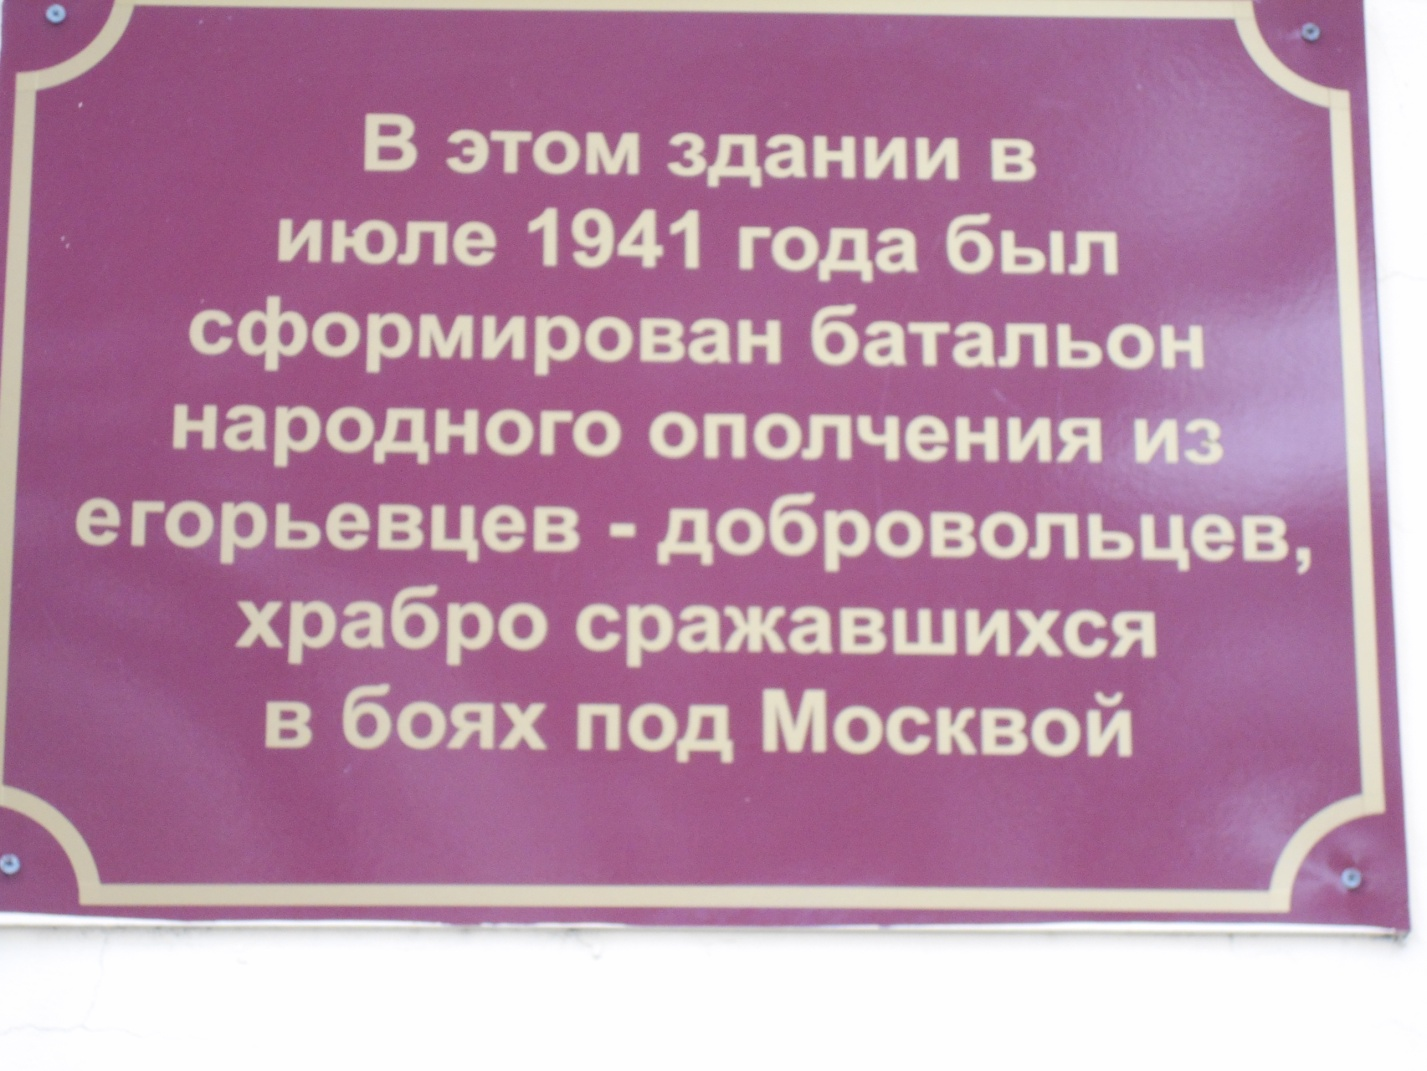 В этом здании в
июле 1941 года был
сформирован батальон
народного ополчения из
егорьевцев - добровольцев,
храбро сражавшихся
в боях под Москвой